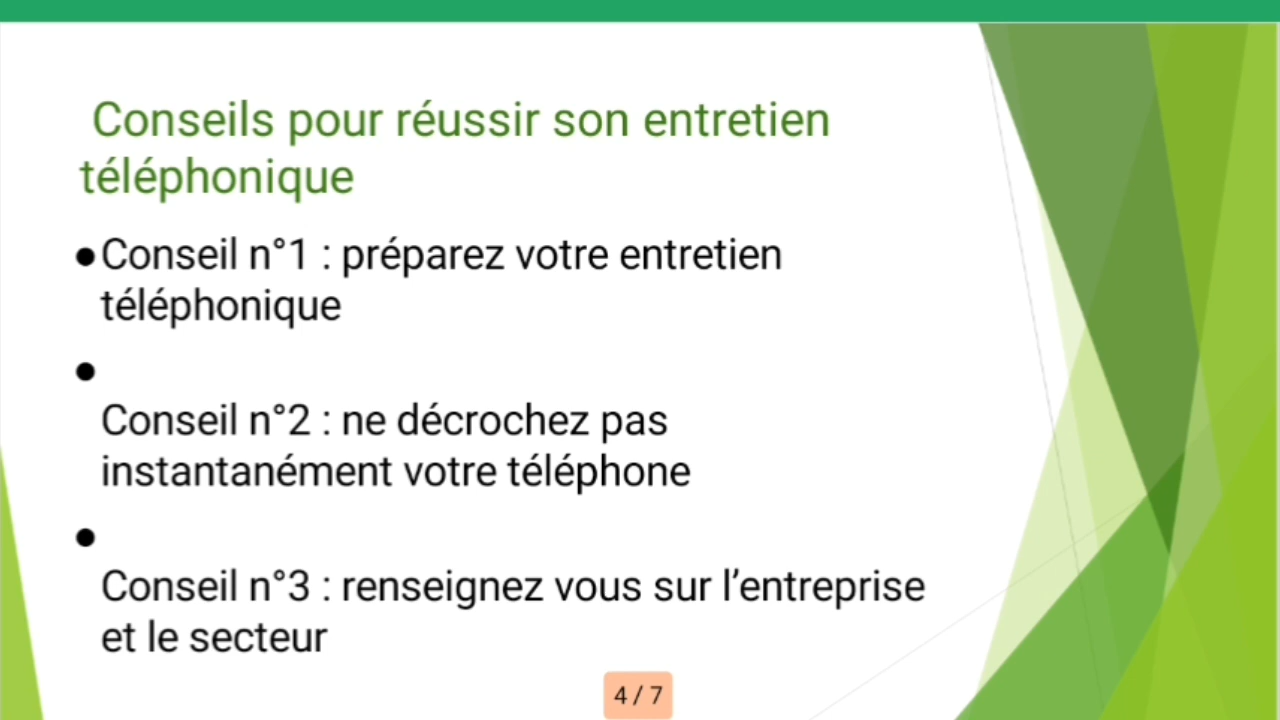 Conseils pour réussir son entretien
téléphonique
●Conseil n°1 : préparez votre entretien
téléphonique
●
Conseil n°2 : ne décrochez pas
instantanément votre téléphone
●
Conseil n°3 : renseignez vous sur l’entreprise
et le secteur
4 / 7